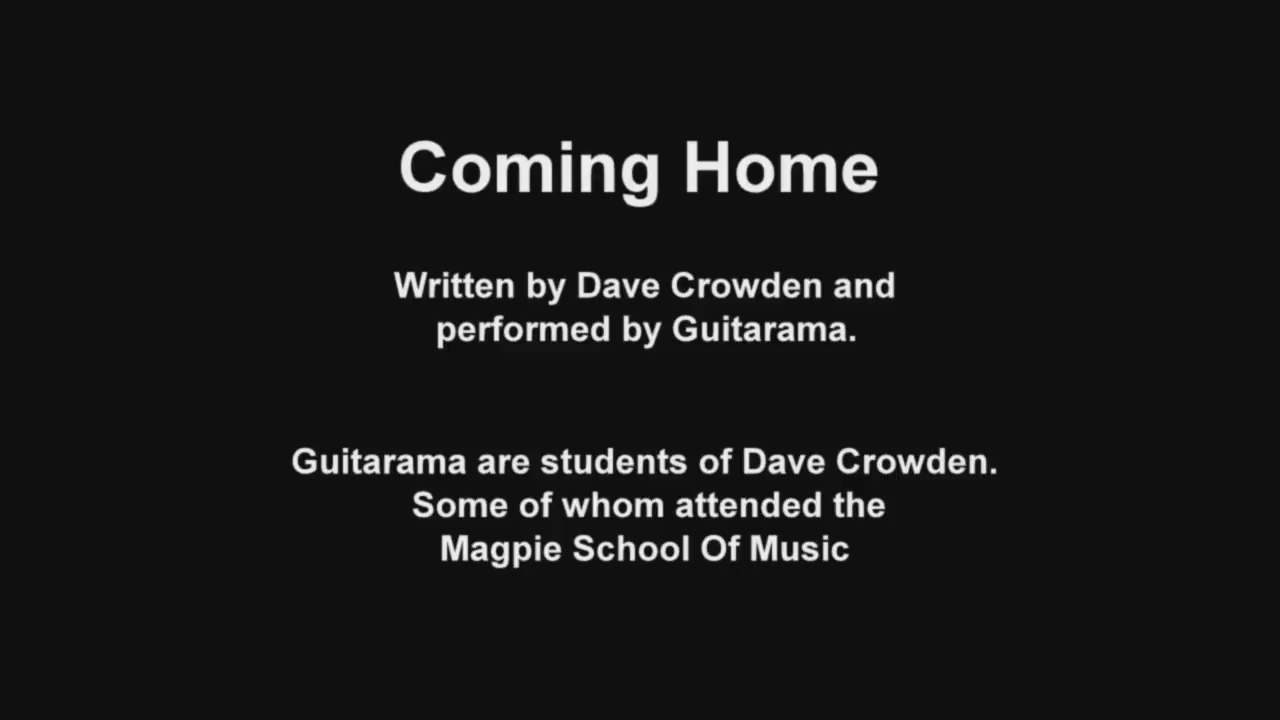 Coming Home
Written by Dave Crowden and
performed by Guitarama.
Guitarama are students of Dave Crowden.
Some of whom attended the
Magpie School Of Music